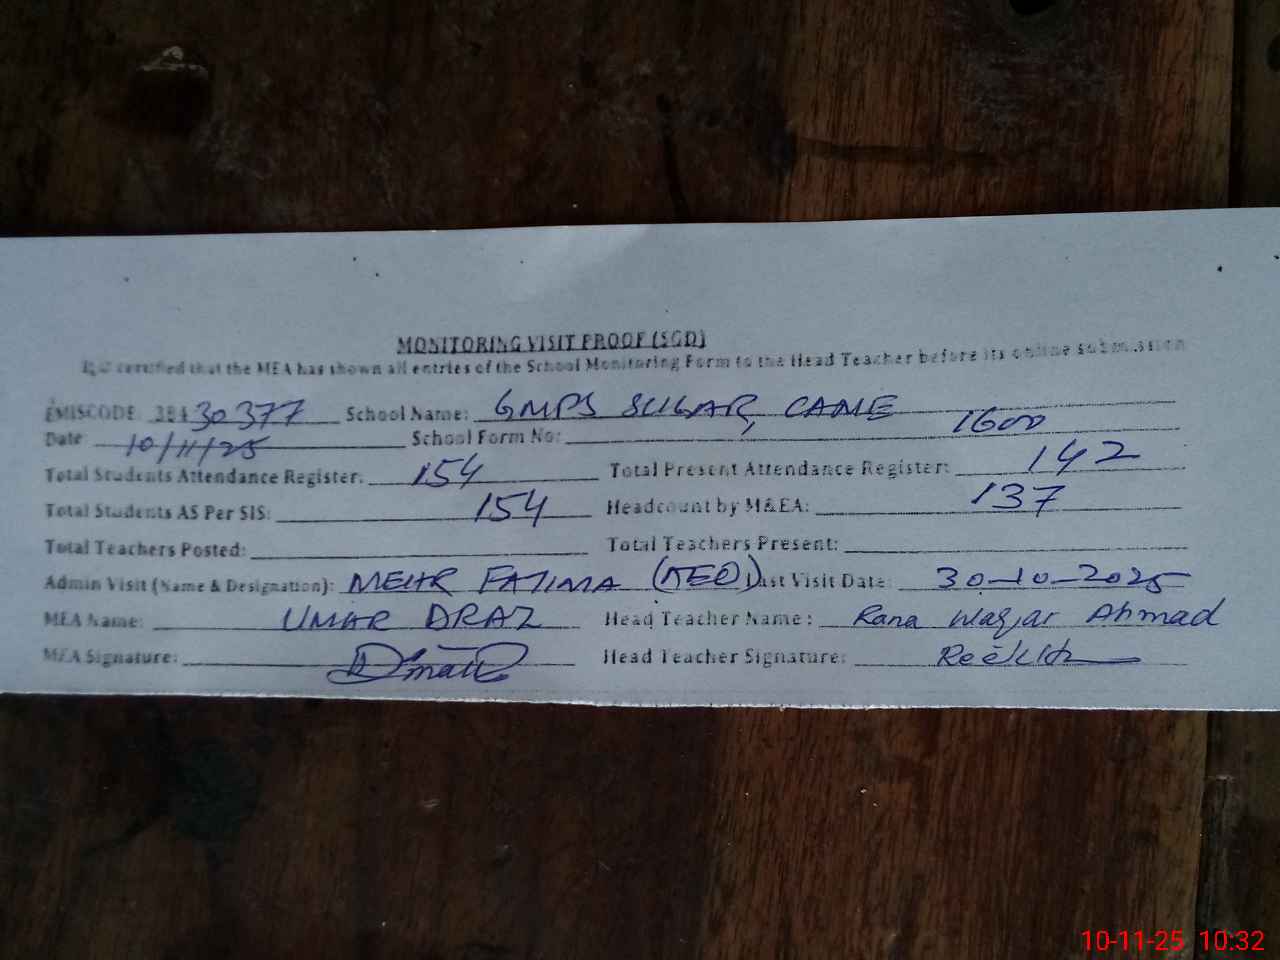 MONITORING VISIT PROOF (SGD)
It is certified that the MEA has shown all entries of the School Monitoring Form to the Head Teacher before its online submission
EMISCODE 384 30377 School Name: GMPS SUGAR, CANE
Date 10/11/25 School Form No: 1600
Total Students Attendance Register: 154 Total Present Attendance Register: 142
Total Students AS Per SIS: 154 Headcount by M&EA: 137
Total Teachers Posted: Total Teachers Present:
Admin Visit (Name & Designation): MEHR FATIMA (AEO) Last Visit Date: 30-10-2025
MEA Name: UMAR DRAZ Head Teacher Name: Rana Waqar Ahmad
MEA Signature: Head Teacher Signature:
10-11-25 10:32